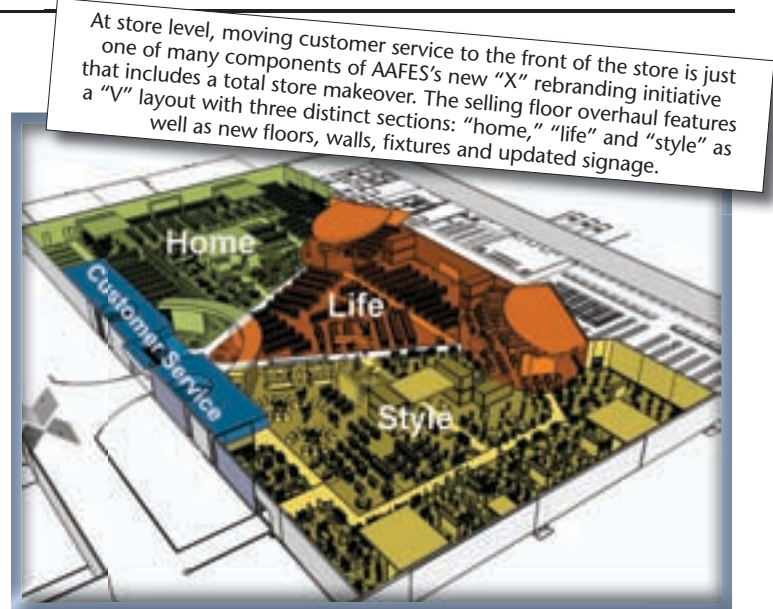 At store level, moving customer service to the front of the store is just
one of many components of AAFES's new “X” rebranding initiative
that includes a total store makeover. The selling floor overhaul features
a “V” layout with three distinct sections: “home,” “life” and “style” as
well as new floors, walls, fixtures and updated signage.
Home
Customer Service
Life
Style